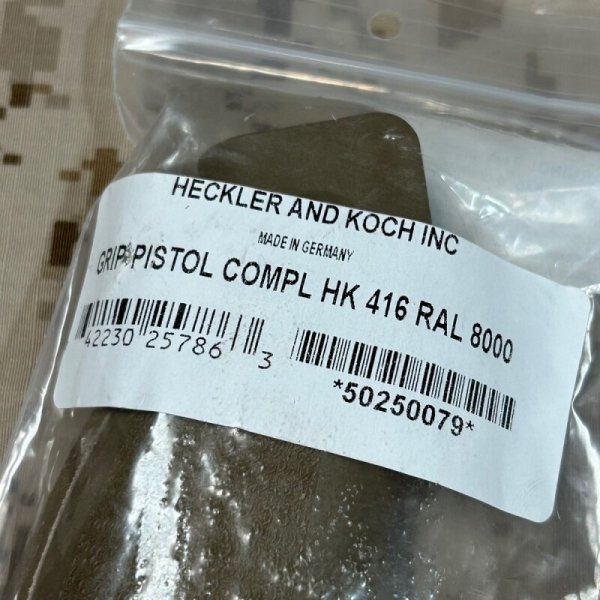 HECKLER AND KOCH INC
MADE IN GERMANY
GRIP PISTOL COMPL HK 416 RAL 8000
42230 25786 3
*50250079*